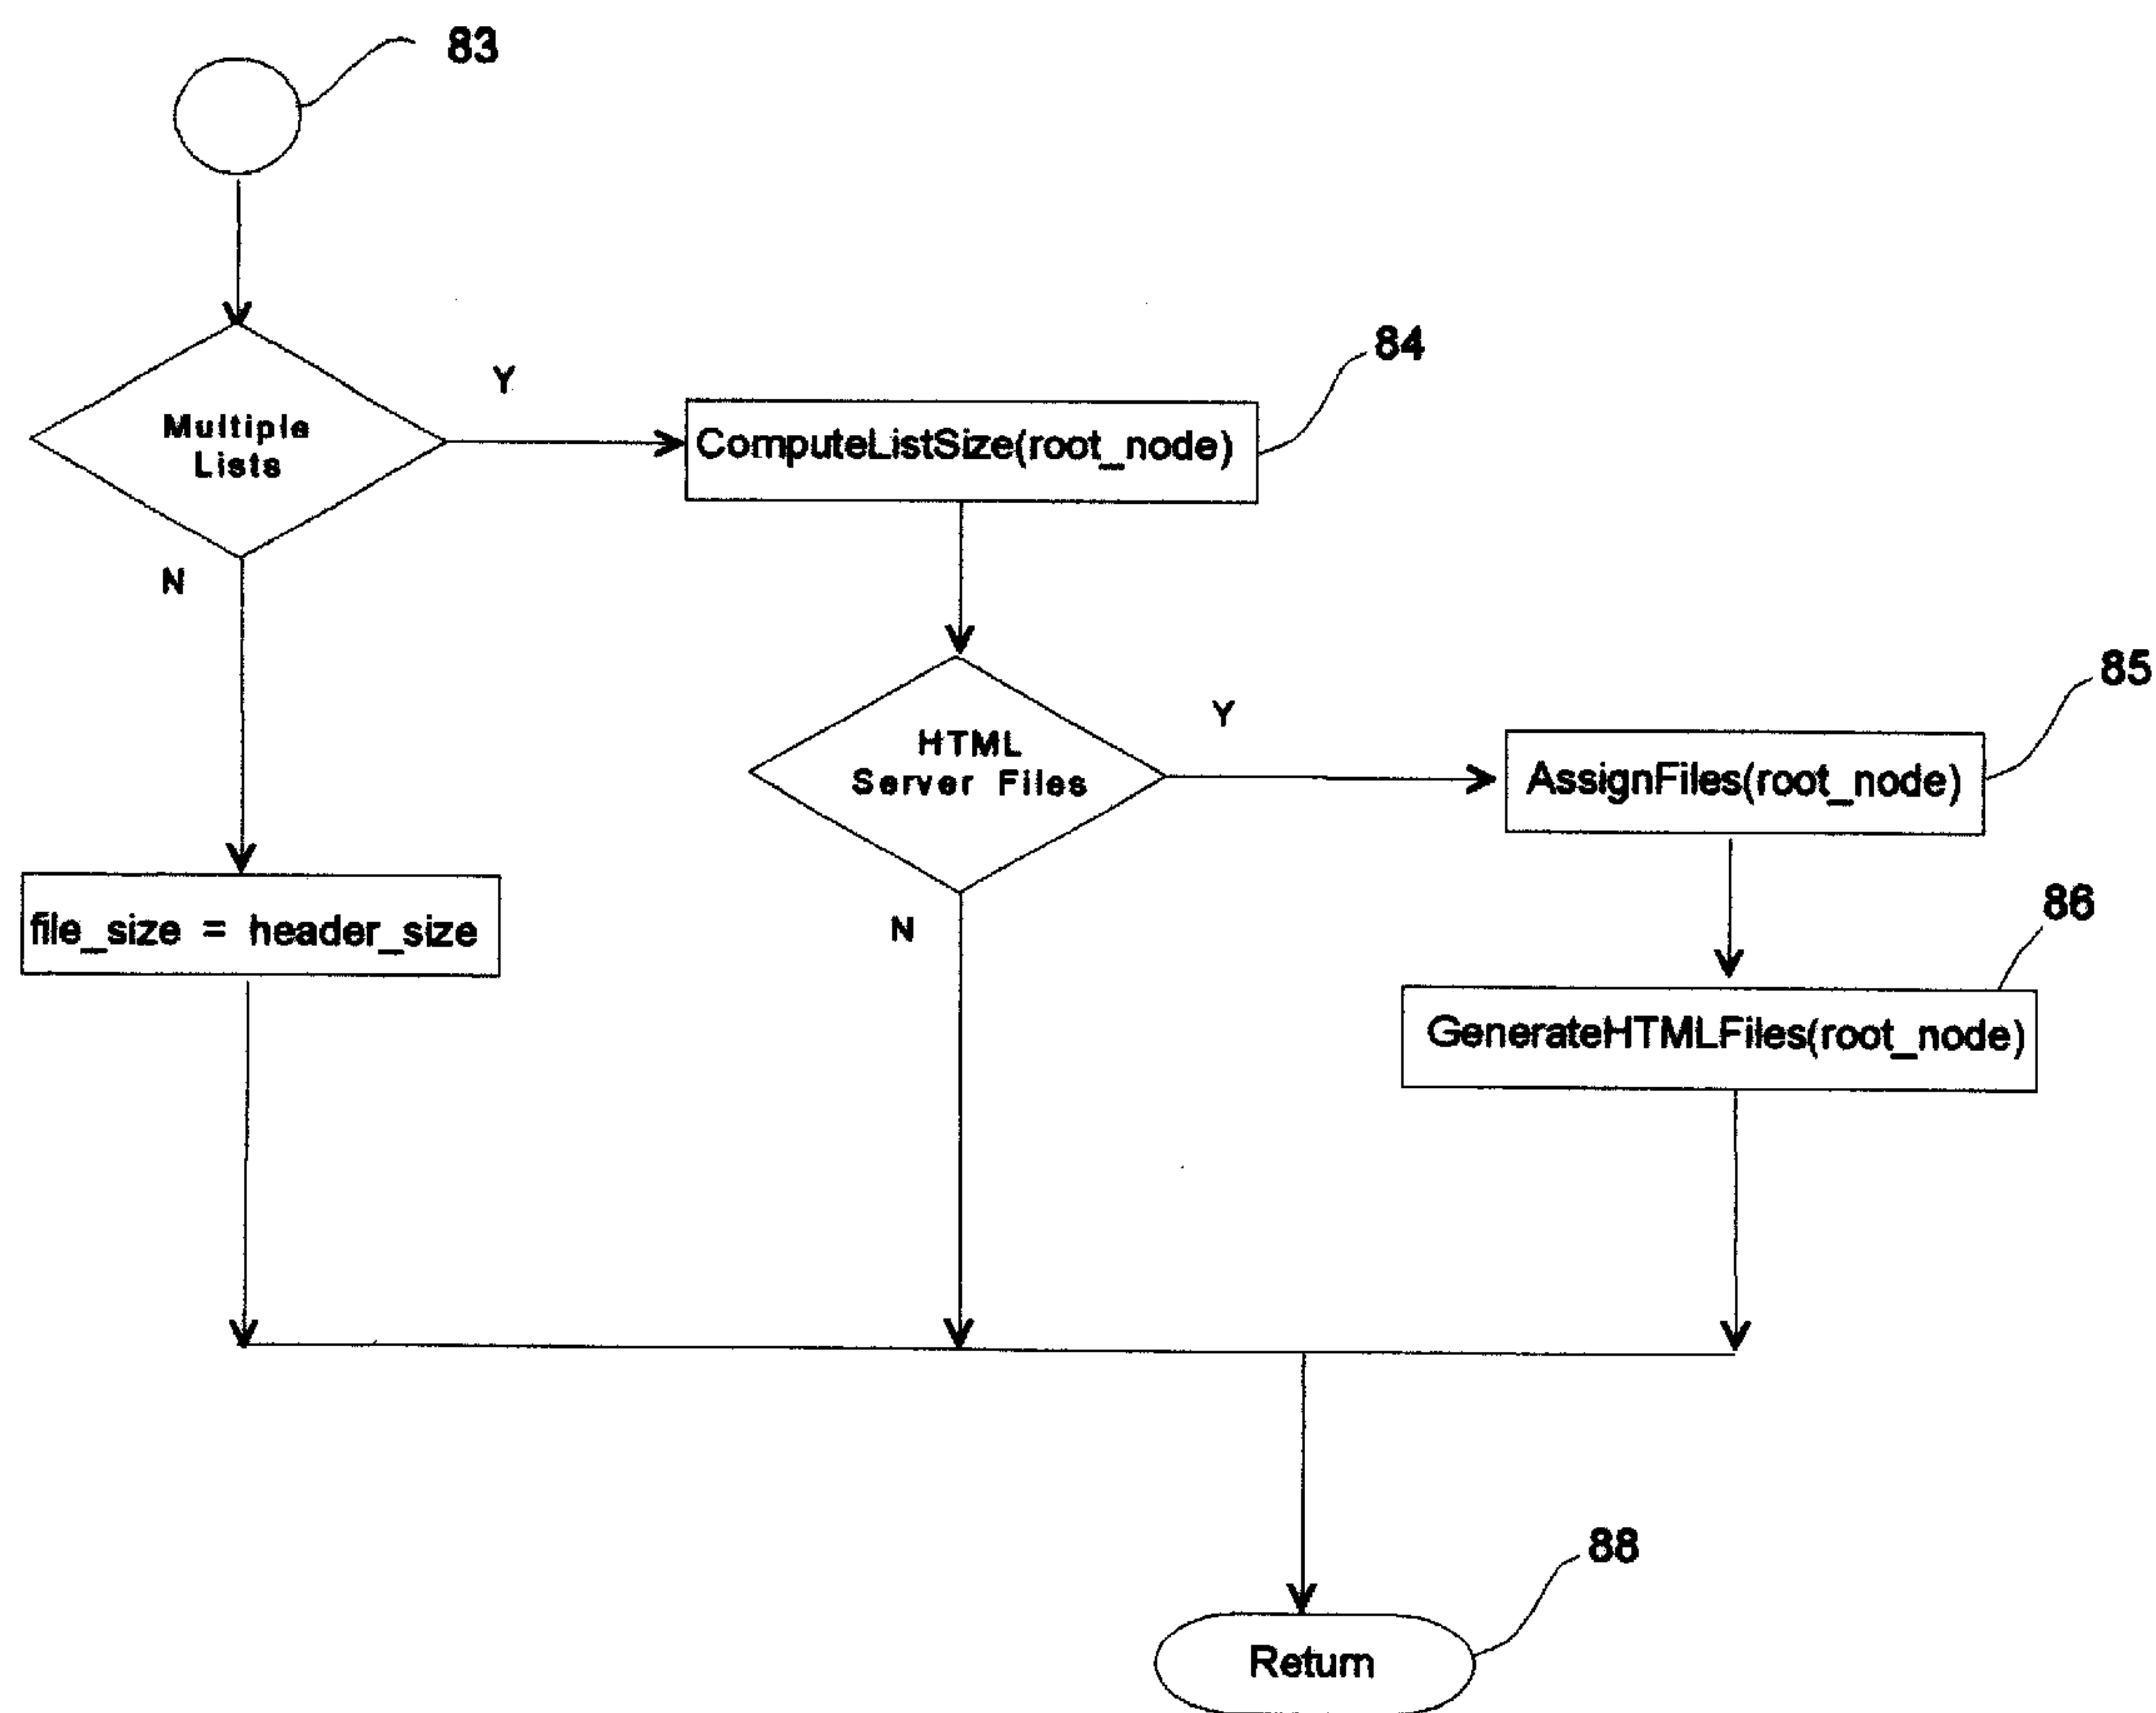 83
Multiple
Lists
Y
ComputeListSize(root_node)
84
N
HTML
Server Files
Y
AssignFiles(root_node)
85
file_size = header_size
N
86
GenerateHTMLFiles(root_node)
88
Return